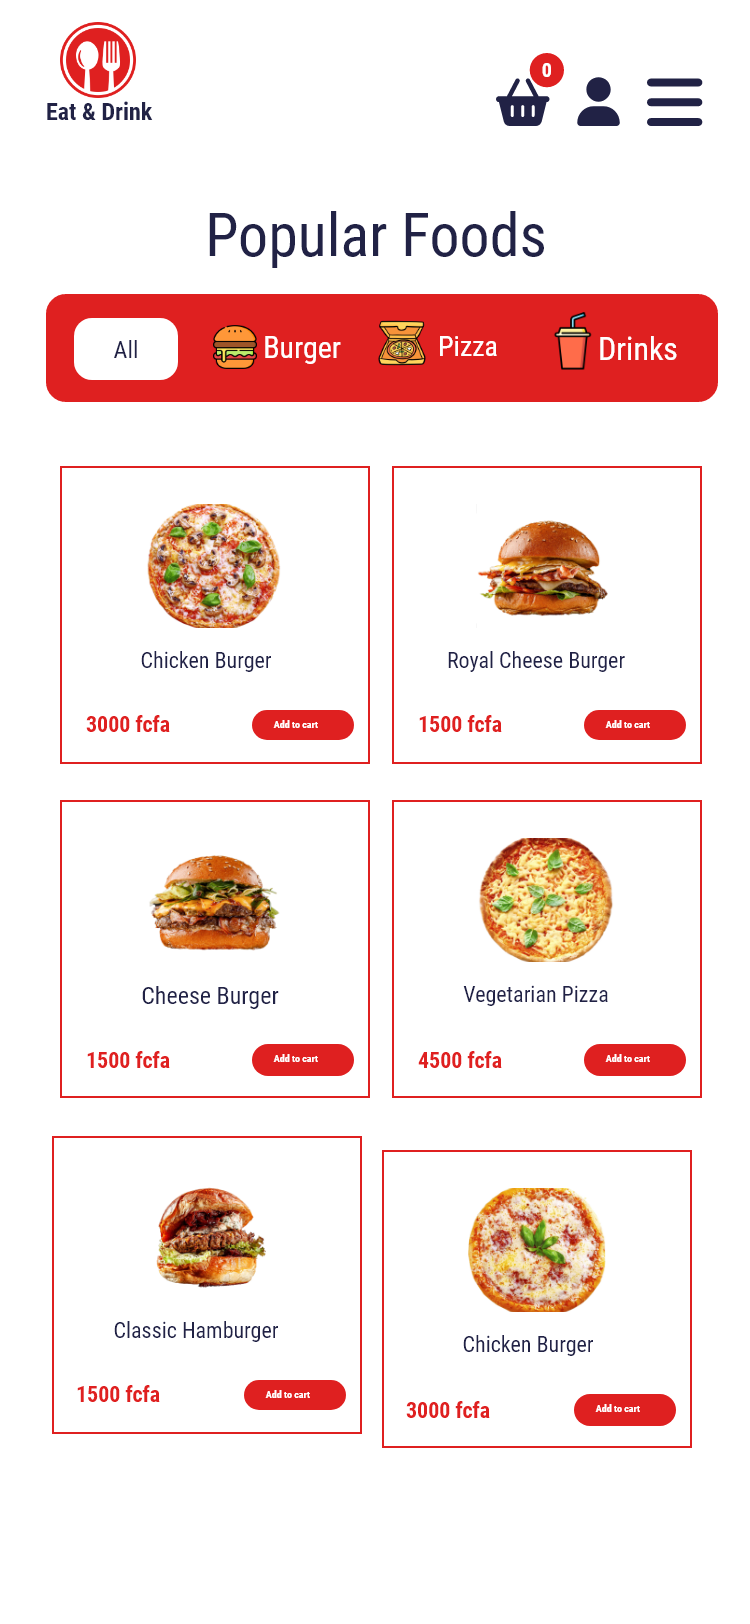 0
Eat & Drink
Popular Foods
All
Burger
Pizza
Drinks
Chicken Burger
3000 fcfa
Add to cart
Royal Cheese Burger
1500 fcfa
Add to cart
Cheese Burger
1500 fcfa
Add to cart
Vegetarian Pizza
4500 fcfa
Add to cart
Classic Hamburger
1500 fcfa
Add to cart
Chicken Burger
3000 fcfa
Add to cart